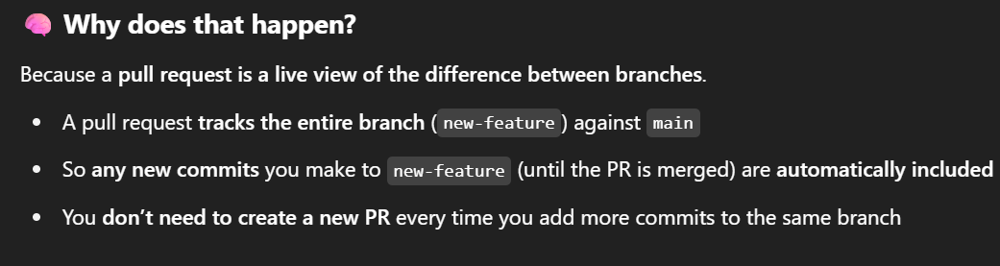 🧠 Why does that happen?
Because a pull request is a live view of the difference between branches.
• A pull request tracks the entire branch (new-feature) against main
• So any new commits you make to new-feature (until the PR is merged) are automatically included
• You don’t need to create a new PR every time you add more commits to the same branch